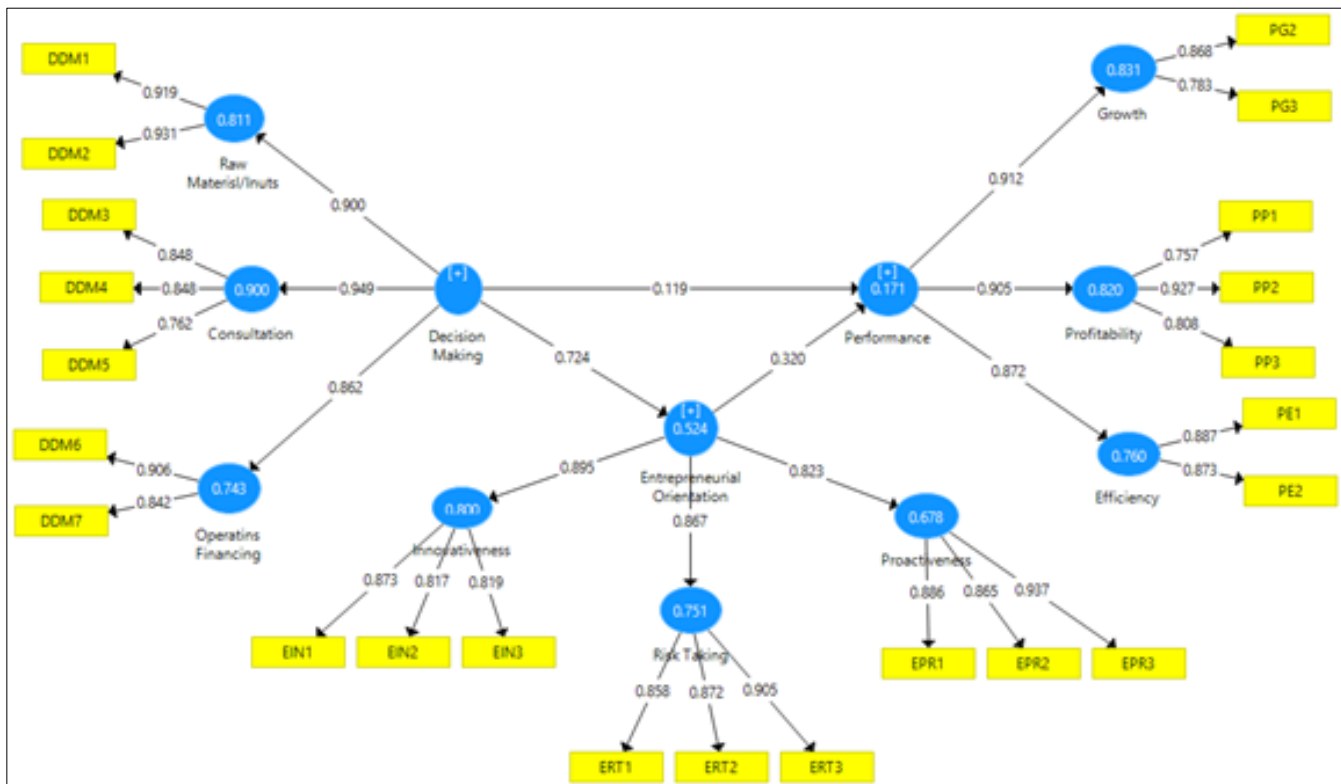 DDM1
0.919
DDM2
0.931
0.811
Raw
Materisl/Inuts
0.900
DDM3
0.848
DDM4
0.848
DDM5
0.762
0.900
Consultation
0.949
[+]
Decision
Making
0.119
0.724
0.862
DDM6
0.906
DDM7
0.842
0.743
Operatins
Financing
[+]
0.524
Entrepreneurial
Orientation
0.320
0.895
0.867
0.823
0.800
Innovativeness
0.873
0.817
0.819
EIN1
EIN2
EIN3
0.751
Risk Taking
0.858
0.872
0.905
ERT1
ERT2
ERT3
0.678
Proactiveness
0.886
0.865
0.937
EPR1
EPR2
EPR3
[+]
0.171
Performance
0.912
0.905
0.872
0.831
Growth
0.868
0.783
PG2
PG3
0.820
Profitability
0.757
0.927
0.808
PP1
PP2
PP3
0.760
Efficiency
0.887
0.873
PE1
PE2